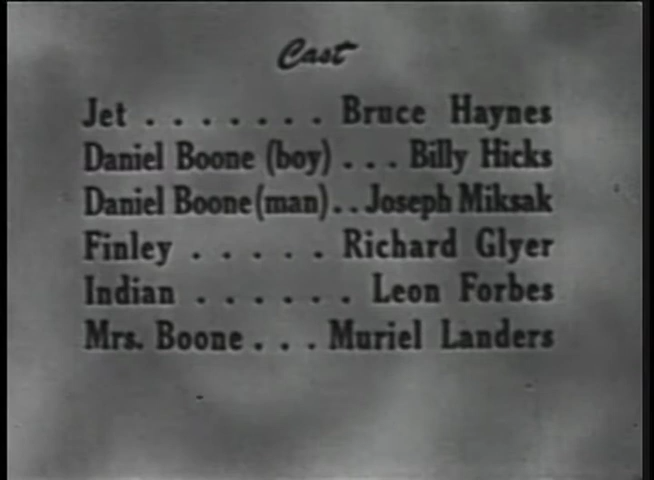 Cast
Jet . . . . . . . Bruce Haynes
Daniel Boone (boy) . . . Billy Hicks
Daniel Boone (man) . . Joseph Miksak
Finley . . . . . Richard Glyer
Indian . . . . . . Leon Forbes
Mrs. Boone . . . Muriel Landers